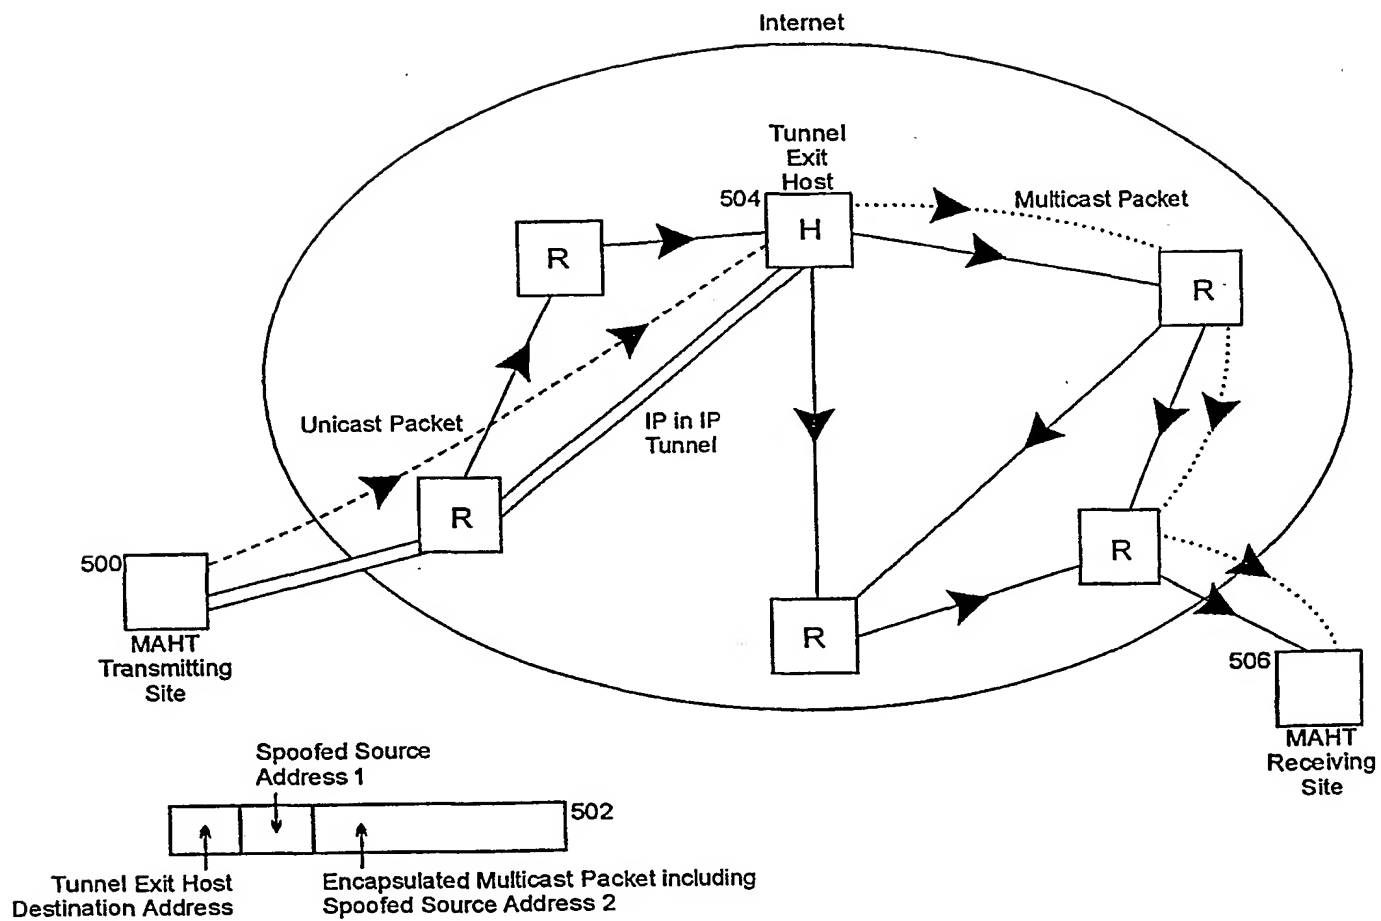 Internet
Tunnel
Exit
Host
504
H
Multicast Packet
R
R
Unicast Packet
IP in IP
Tunnel
R
R
500
MAHT
Transmitting
Site
R
506
MAHT
Receiving
Site
Spoofed Source
Address 1
502
Tunnel Exit Host
Destination Address
Encapsulated Multicast Packet including
Spoofed Source Address 2